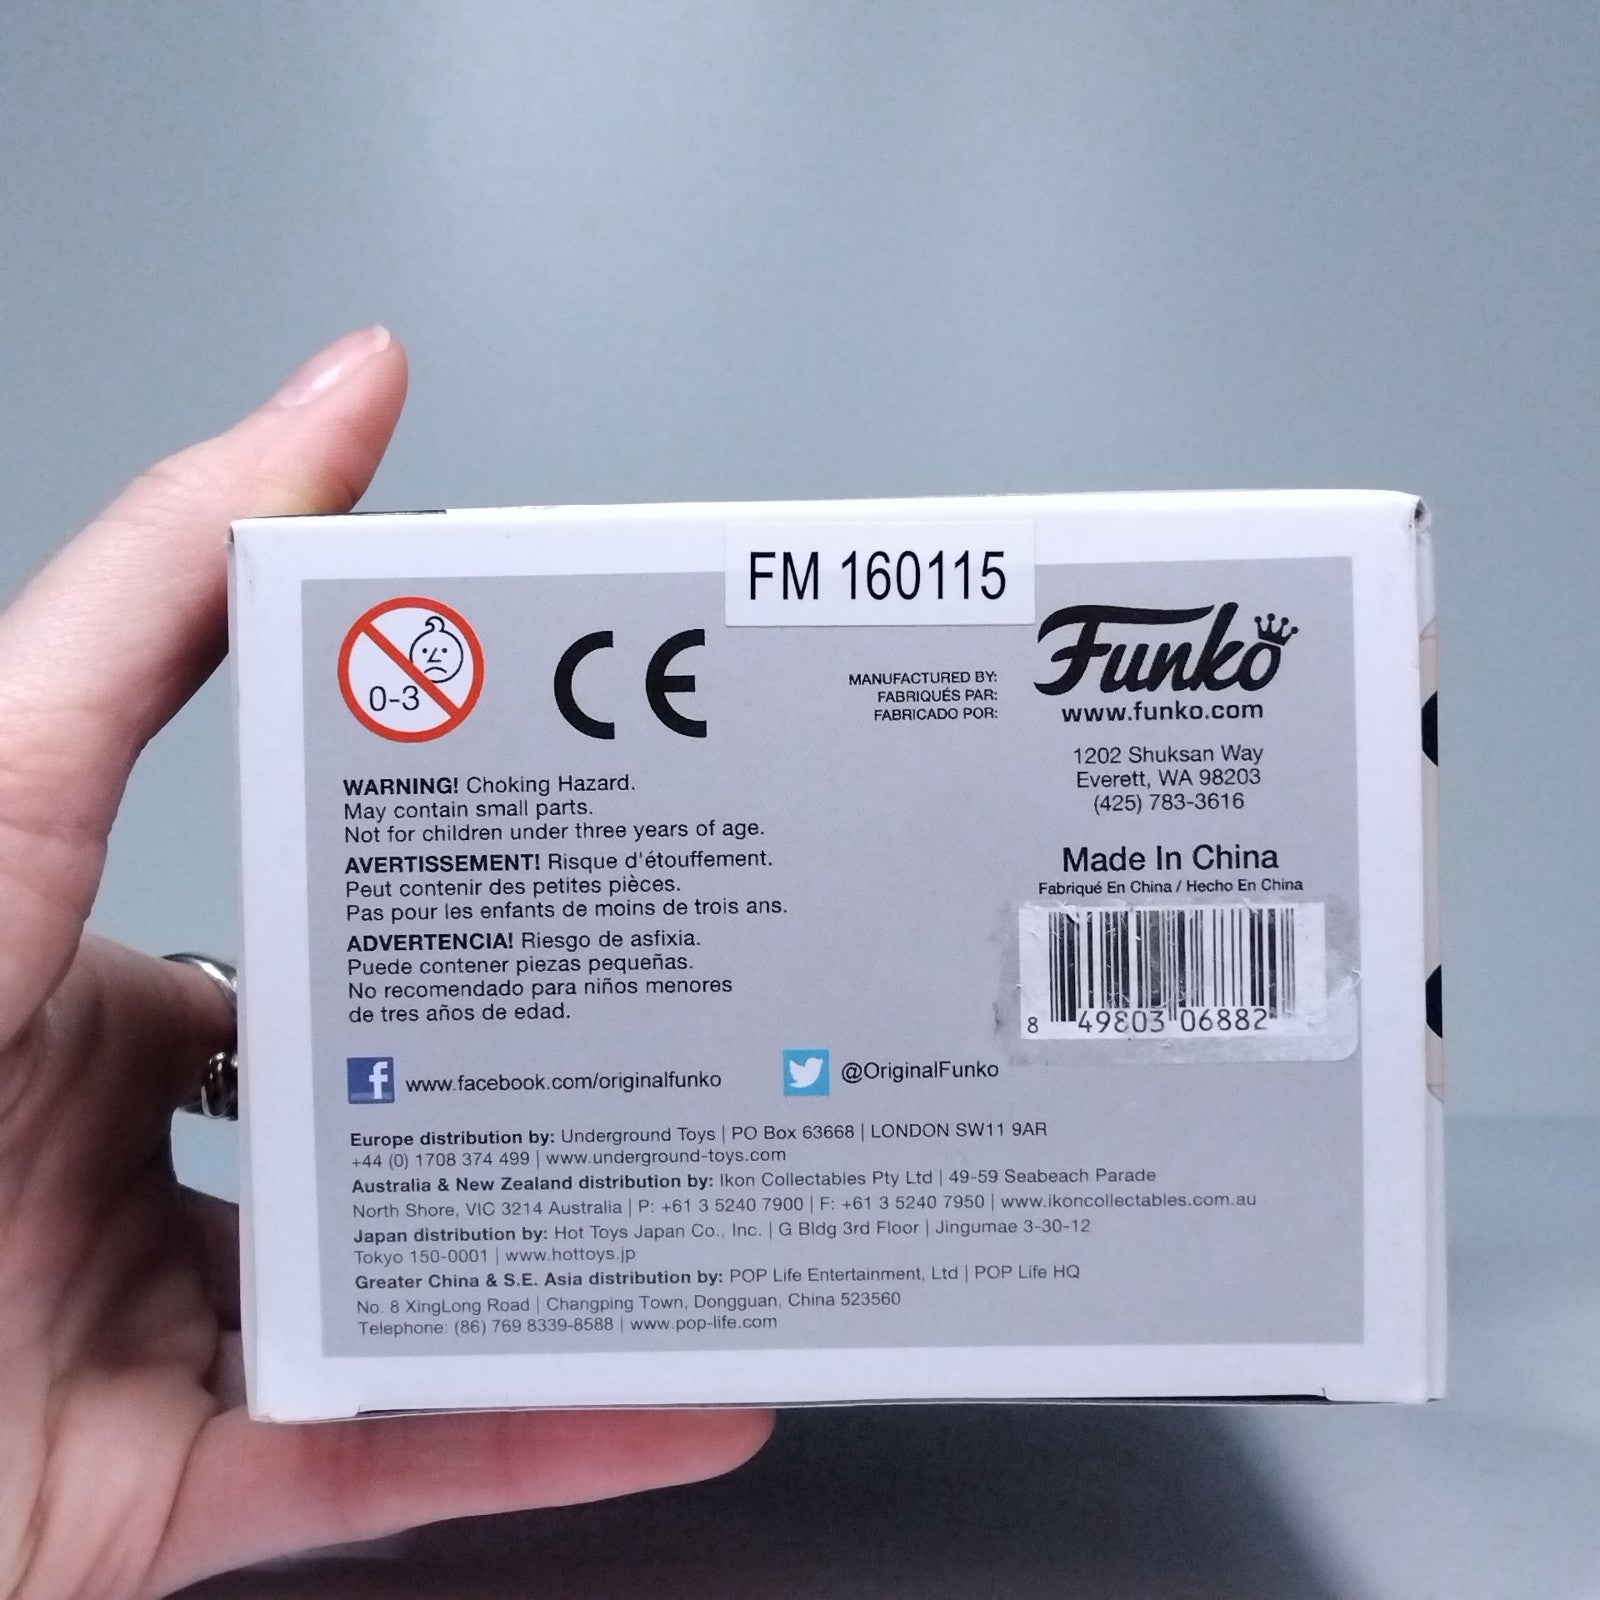 FM 160115
0-3
CE
MANUFACTURED BY:
FABRIQUÉS PAR:
FABRICADO POR:
Funko
www.funko.com
1202 Shuksan Way
Everett, WA 98203
(425) 783-3616
Made In China
Fabriqué En China / Hecho En China
8 49803 06882
WARNING! Choking Hazard.
May contain small parts.
Not for children under three years of age.
AVERTISSEMENT! Risque d'étouffement.
Peut contenir des petites pièces.
Pas pour les enfants de moins de trois ans.
ADVERTENCIA! Riesgo de asfixia.
Puede contener piezas pequeñas.
No recomendado para niños menores
de tres años de edad.
f www.facebook.com/originalfunko
@OriginalFunko
Europe distribution by: Underground Toys | PO Box 63668 | LONDON SW11 9AR
+44 (0) 1708 374 499 | www.underground-toys.com
Australia & New Zealand distribution by: Ikon Collectables Pty Ltd | 49-59 Seabeach Parade
North Shore, VIC 3214 Australia | P: +61 3 5240 7900 | F: +61 3 5240 7950 | www.ikoncollectables.com.au
Japan distribution by: Hot Toys Japan Co., Inc. | G Bldg 3rd Floor | Jingumae 3-30-12
Tokyo 150-0001 | www.hottoys.jp
Greater China & S.E. Asia distribution by: POP Life Entertainment, Ltd | POP Life HQ
No. 8 XingLong Road | Changping Town, Dongguan, China 523560
Telephone: (86) 769 8339-8588 | www.pop-life.com